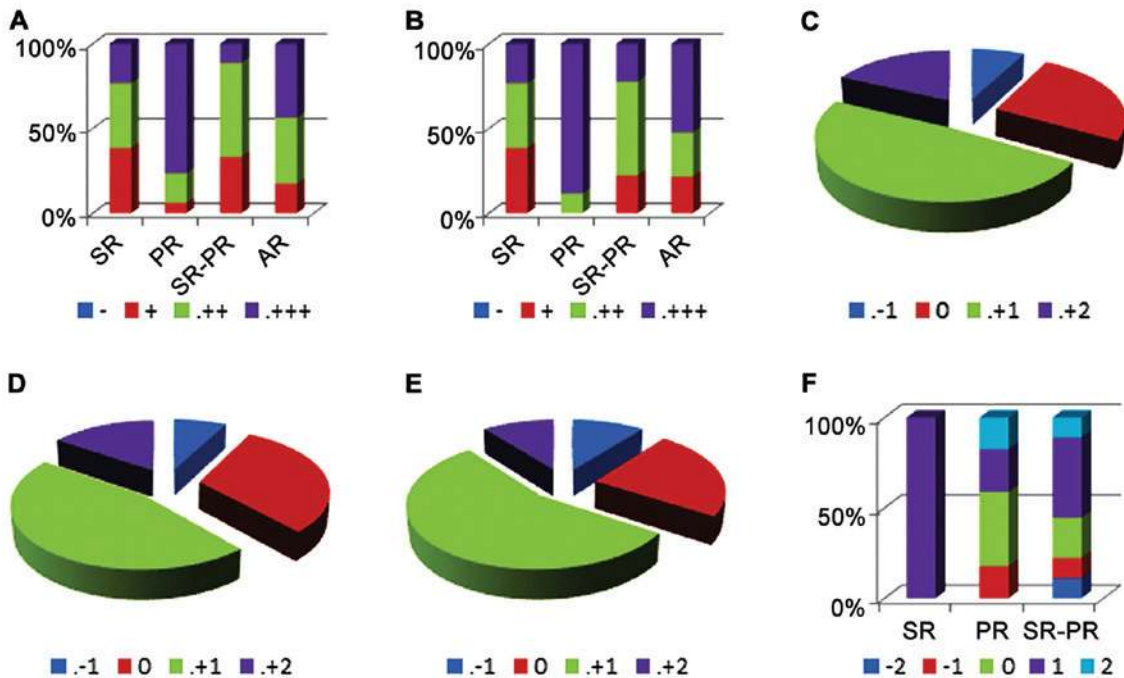 A
100%
50%
0%
SR PR SR-PR AR
- + .++ .+++
B
100%
50%
0%
SR PR SR-PR AR
- + .++ .+++
C
.-1 0 .+1 .+2
D
.-1 0 .+1 .+2
E
.-1 0 .+1 .+2
F
100%
50%
0%
SR PR SR-PR
-2 -1 0 1 2